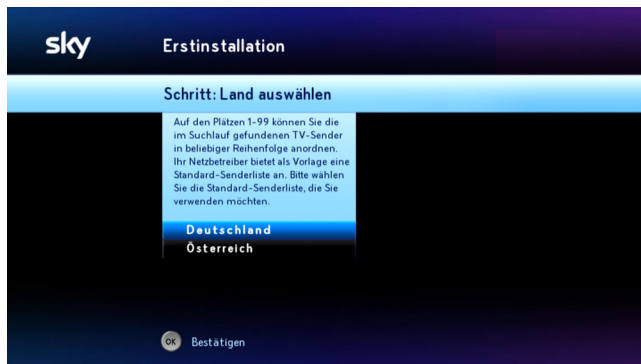 sky
Erstinstallation
Schritt: Land auswählen
Auf den Plätzen 1-99 können Sie die
im Suchlauf gefundenen TV-Sender
in beliebiger Reihenfolge anordnen.
Ihr Netzbetreiber bietet als Vorlage eine
Standard-Senderliste an. Bitte wählen
Sie die Standard-Senderliste, die Sie
verwenden möchten.
Deutschland
Österreich
OK Bestätigen